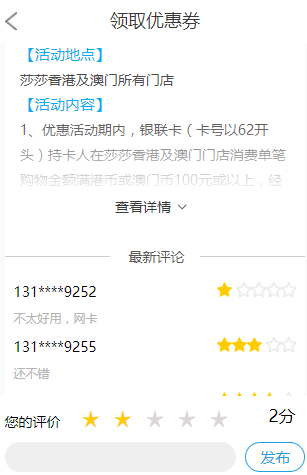 领取优惠券
【活动地点】
莎莎香港及澳门所有门店
【活动内容】
1、优惠活动期内，银联卡（卡号以62开
头）持卡人在莎莎香港及澳门门店消费单笔
购物金额满港币或澳门币100元或以上，经
查看详情
最新评论
131****9252
不太好用，网卡
131****9255
还不错
您的评价
2分
发布